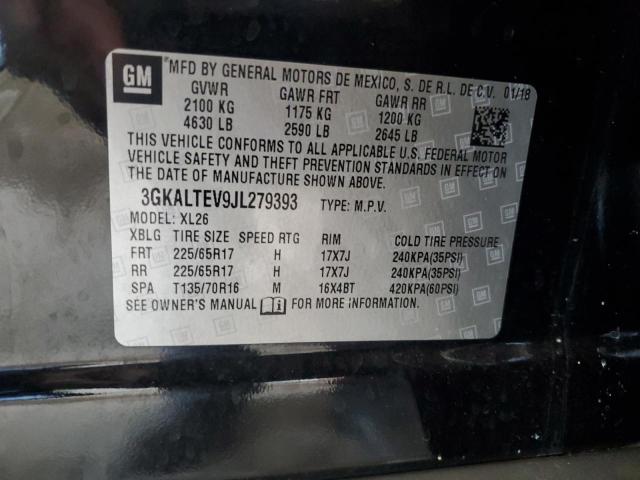 GM
*MFD BY GENERAL MOTORS DE MEXICO, S. DE R.L. DE C.V. 01/18
GVWR GAWR FRT GAWR RR
2100 KG 1175 KG 1200 KG
4630 LB 2590 LB 2645 LB
THIS VEHICLE CONFORMS TO ALL APPLICABLE U.S. FEDERAL MOTOR
VEHICLE SAFETY AND THEFT PREVENTION STANDARDS IN EFFECT ON
THE DATE OF MANUFACTURE SHOWN ABOVE.
3GKALTEV9JL279393 TYPE: M.P.V.
MODEL: XL26
XBLG TIRE SIZE SPEED RTG RIM COLD TIRE PRESSURE
FRT 225/65R17 H 17X7J 240KPA(35PSI)
RR 225/65R17 H 17X7J 240KPA(35PSI)
SPA T135/70R16 M 16X4BT 420KPA(60PSI)
SEE OWNER'S MANUAL FOR MORE INFORMATION.